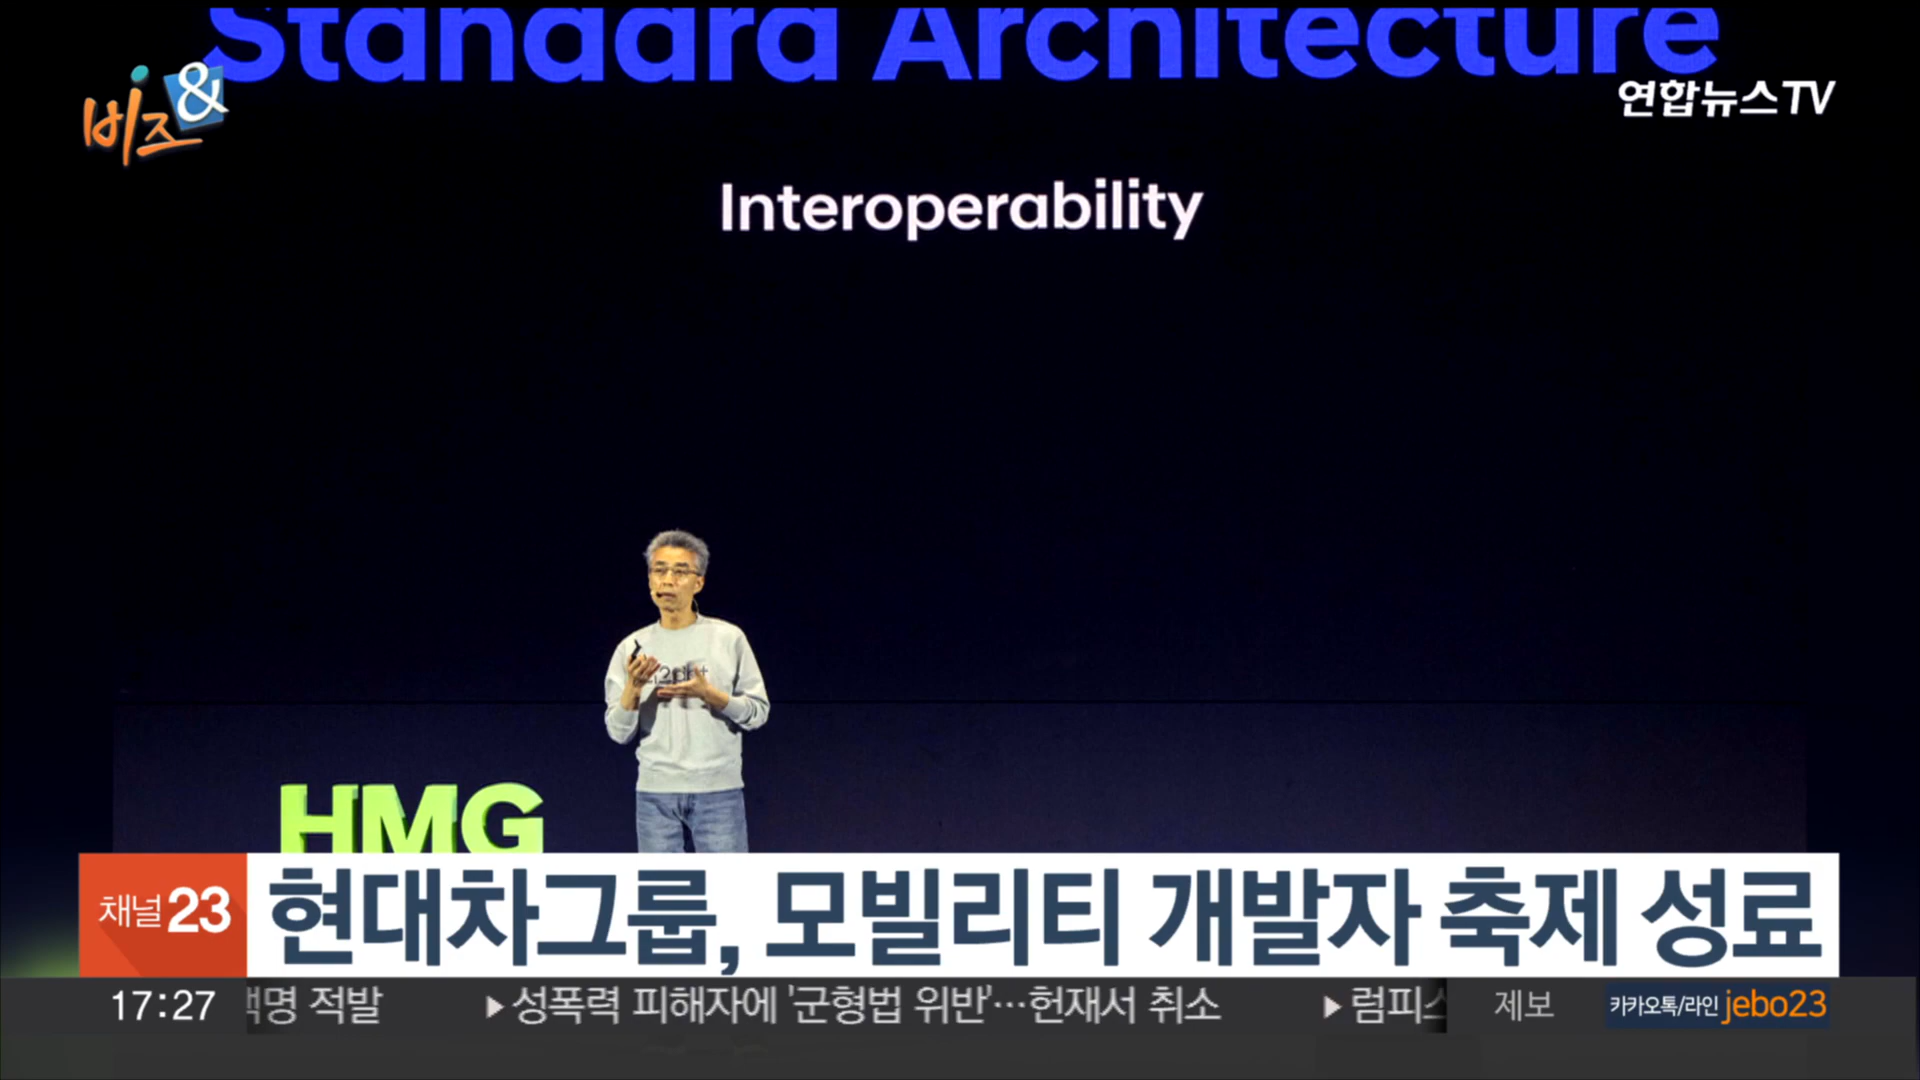 Standard Architecture
비즈&
연합뉴스TV
Interoperability
HMG
채널23
현대차그룹, 모빌리티 개발자 축제 성료
17:27
명 적발 ▶성폭력 피해자에 '군형법 위반'…헌재서 취소 ▶럼피
제보
카카오톡/라인 jebo23